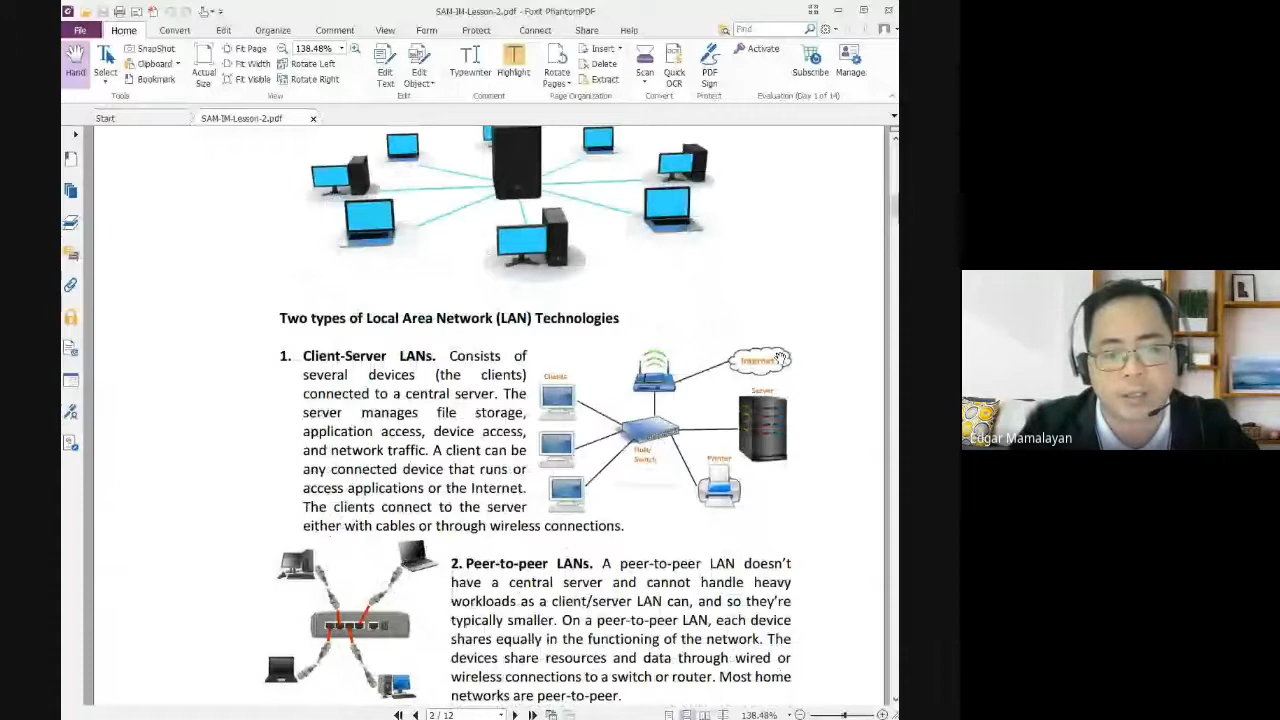 SAM-IM-Lesson-2.pdf - Foxit PhantomPDF
File Home Convert Edit Organize Comment View Form Protect Connect Share Help Find
Hand
Select
SnapShot
Clipboard
Bookmark
Actual Size
Fit Page
Fit Width
Fit Visible
138.48%
Rotate Left
Rotate Right
Edit Text
Edit Object
Typewriter
Highlight
Rotate Pages
Insert
Delete
Extract
Scan
Quick OCR
PDF Sign
Activate
Subscribe
Manage
Tools View Edit Comment Page Organization Convert Protect Evaluation (Day 1 of 14)
Start SAM-IM-Lesson-2.pdf
Two types of Local Area Network (LAN) Technologies
1. Client-Server LANs. Consists of
several devices (the clients)
connected to a central server. The
server manages file storage,
application access, device access,
and network traffic. A client can be
any connected device that runs or
access applications or the Internet.
The clients connect to the server
either with cables or through wireless connections.
Clients
Internet
Server
Hub/
Switch
Printer
2. Peer-to-peer LANs. A peer-to-peer LAN doesn't
have a central server and cannot handle heavy
workloads as a client/server LAN can, and so they're
typically smaller. On a peer-to-peer LAN, each device
shares equally in the functioning of the network. The
devices share resources and data through wired or
wireless connections to a switch or router. Most home
networks are peer-to-peer.
2 / 12
138.48%
Edgar Mamalayan